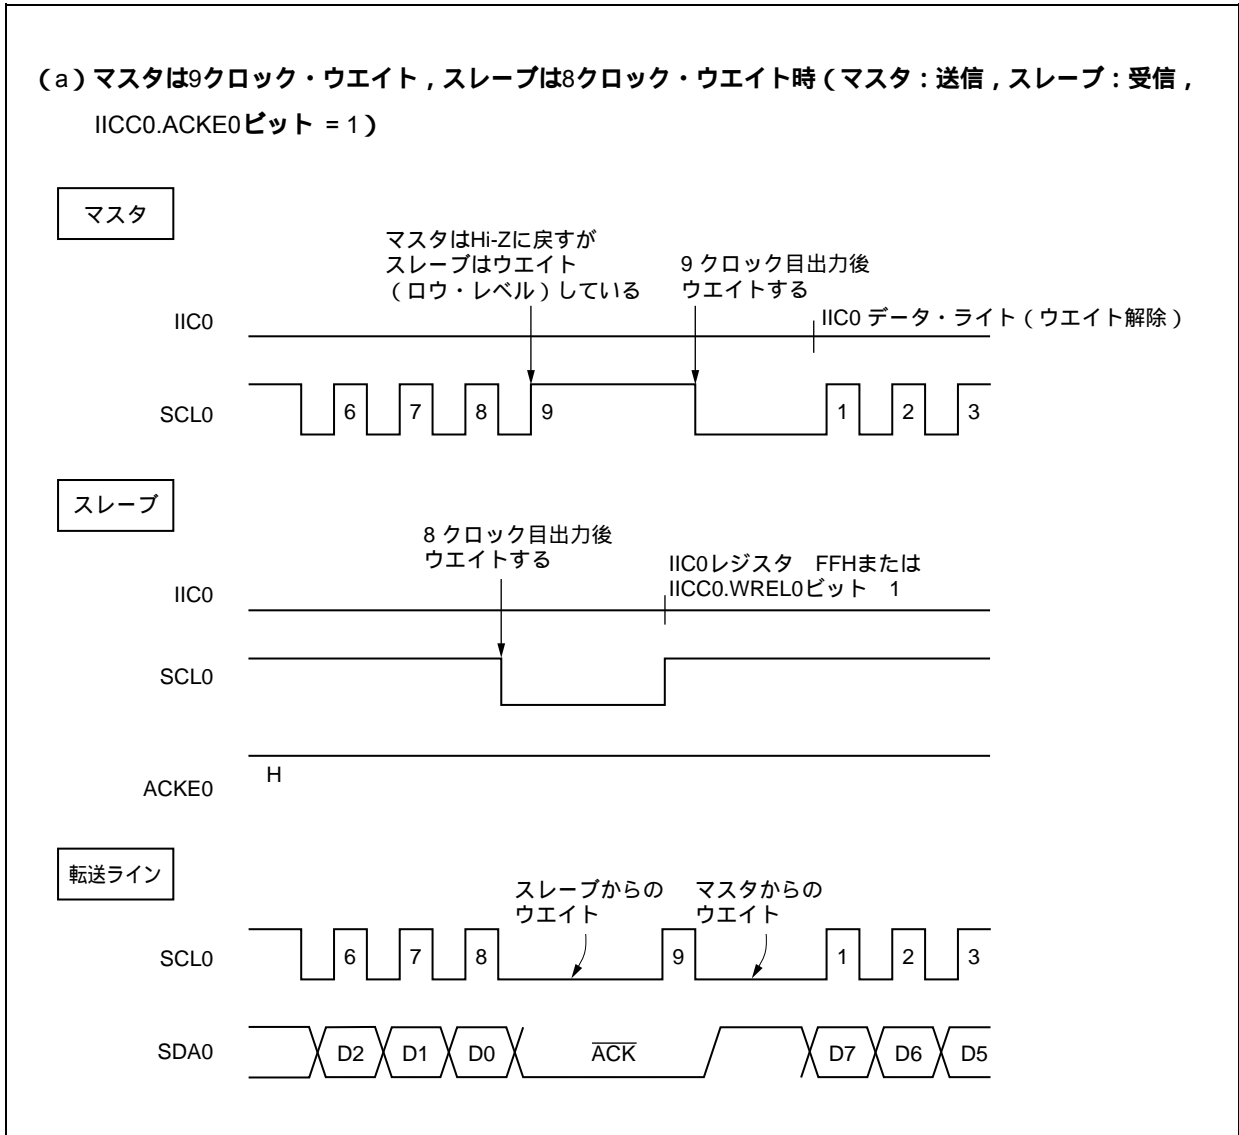 （a）マスタは9クロック・ウエイト，スレーブは8クロック・ウエイト時（マスタ：送信，スレーブ：受信，
IICC0.ACKE0ビット = 1）
マスタ
マスタはHi-Zに戻すが
スレーブはウエイト
（ロウ・レベル）している
9 クロック目出力後
ウエイトする
IIC0
IIC0 データ・ライト（ウエイト解除）
SCL0
6 7 8 9 1 2 3
スレーブ
8 クロック目出力後
ウエイトする
IIC0レジスタ　FFHまたは
IICC0.WREL0ビット　1
IIC0
SCL0
H
ACKE0
転送ライン
スレーブからの
ウエイト
マスタからの
ウエイト
SCL0
6 7 8 9 1 2 3
SDA0
D2 D1 D0 ACK D7 D6 D5